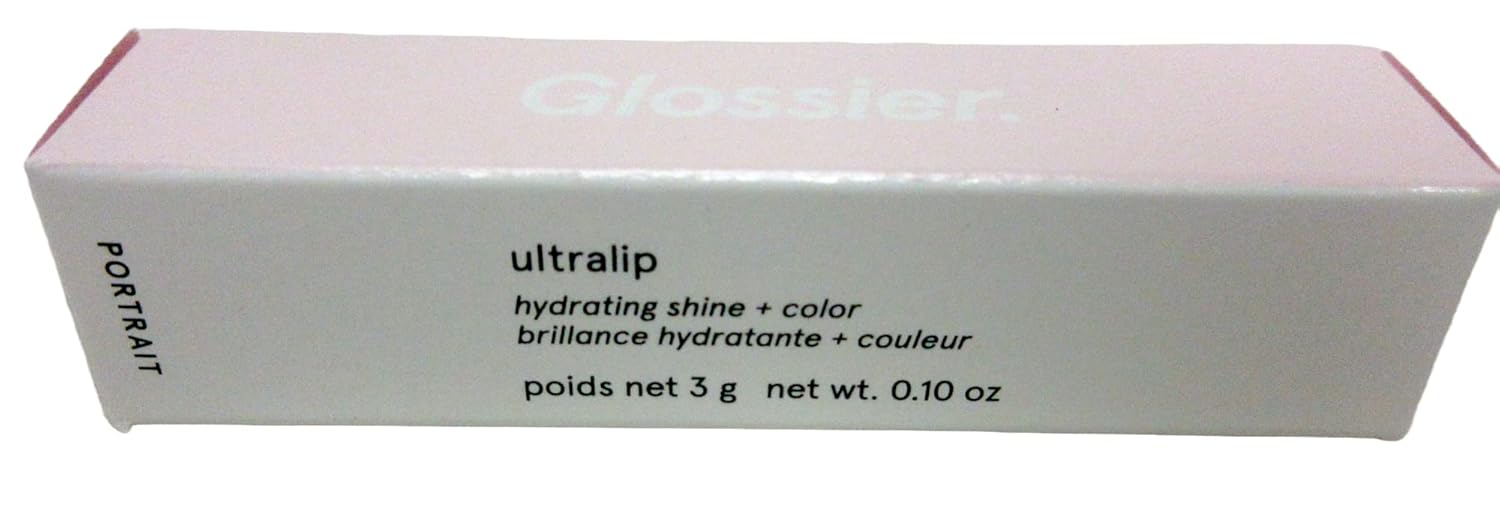 Glossier.
PORTRAIT
ultralip
hydrating shine + color
brillance hydratante + couleur
poids net 3 g net wt. 0.10 oz